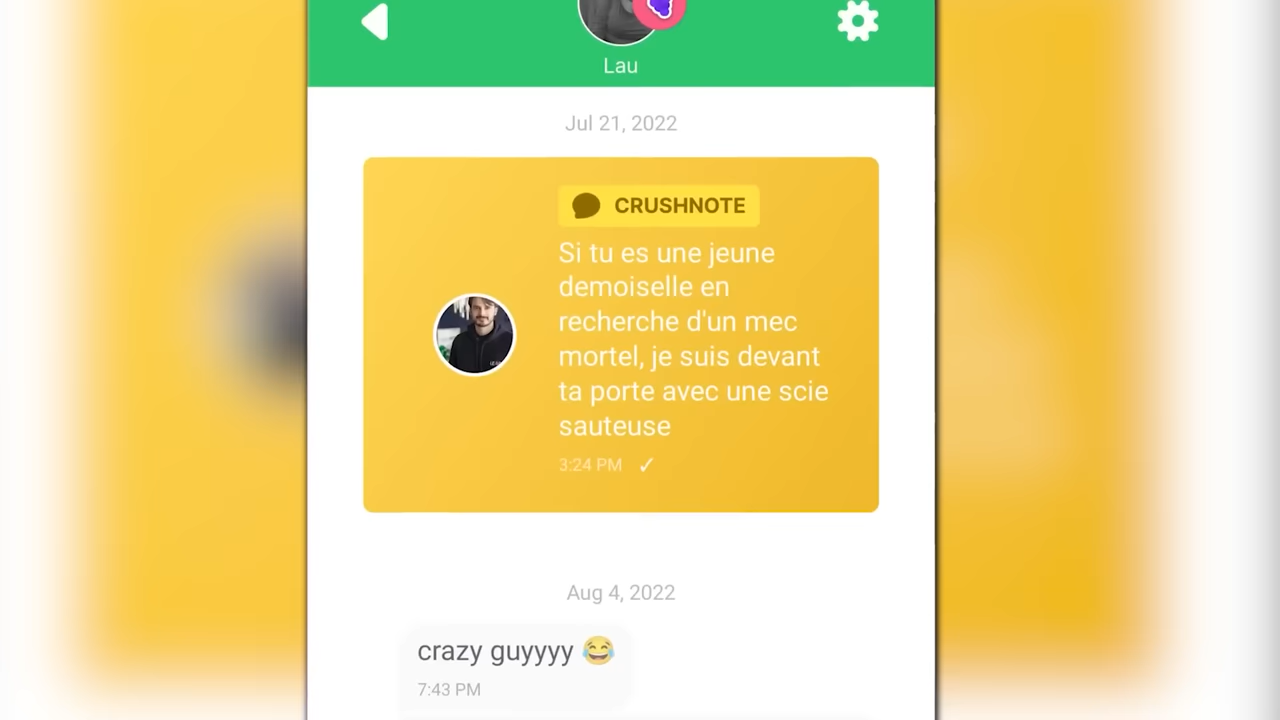 Lau
Jul 21, 2022
CRUSHNOTE
Si tu es une jeune
demoiselle en
recherche d'un mec
mortel, je suis devant
ta porte avec une scie
sauteuse
3:24 PM ✓
Aug 4, 2022
crazy guyyyy 😂
7:43 PM